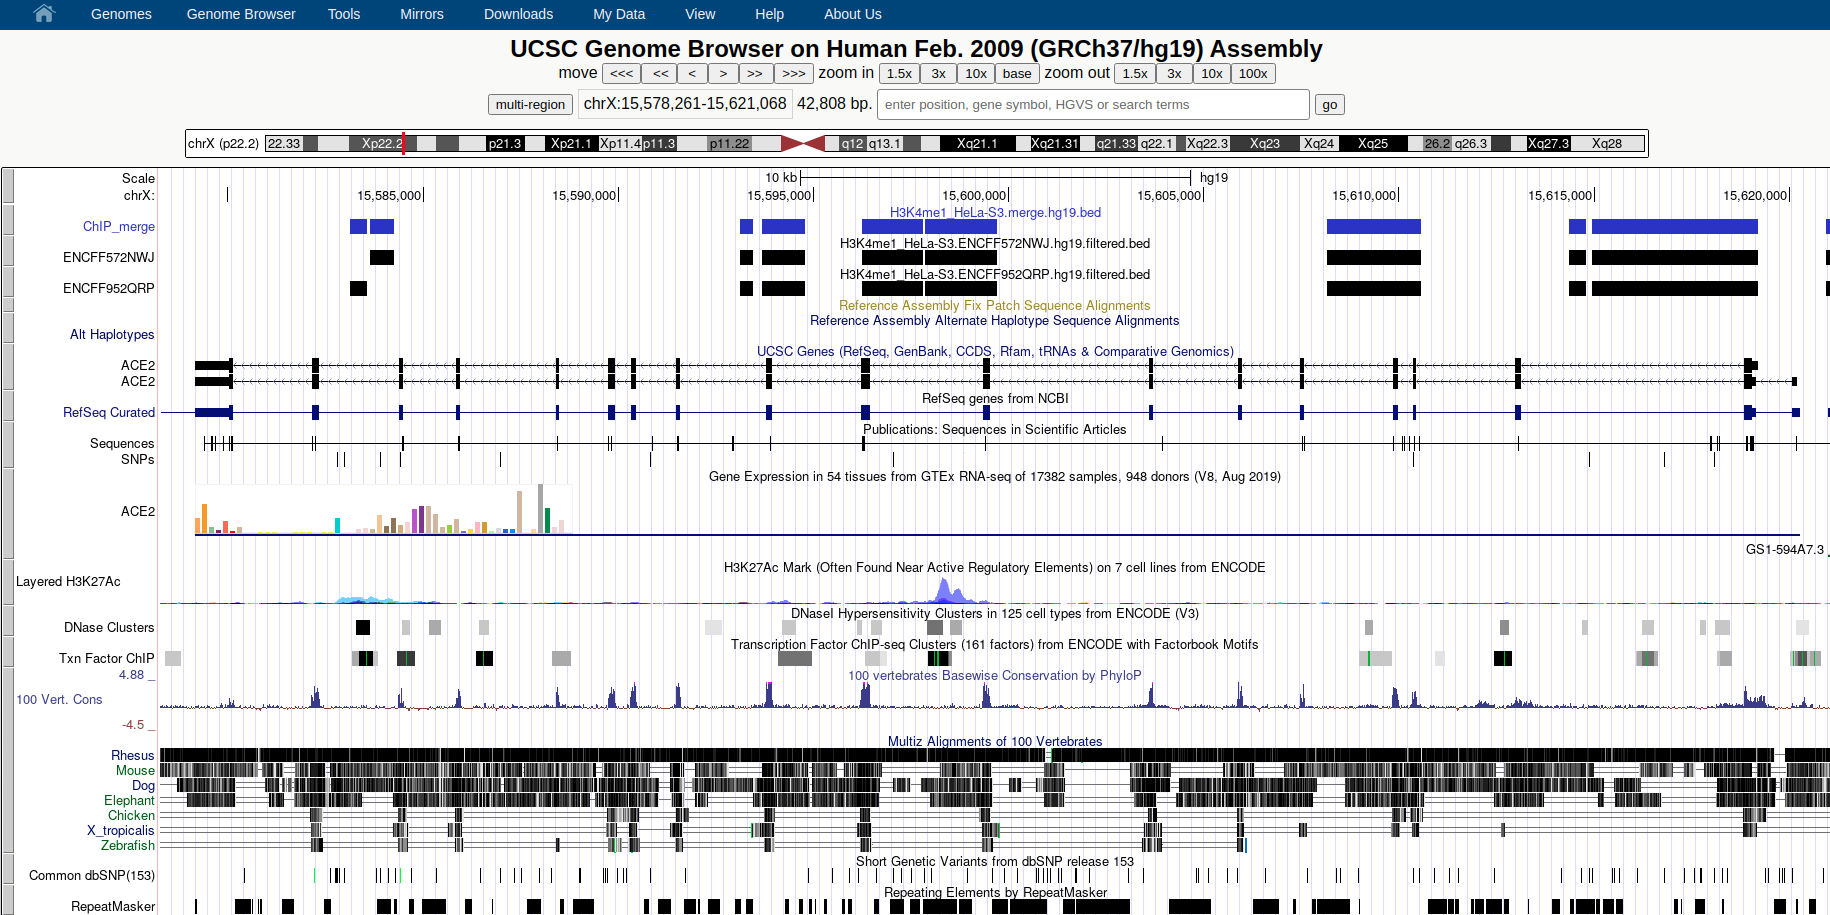 Genomes Genome Browser Tools Mirrors Downloads My Data View Help About Us
UCSC Genome Browser on Human Feb. 2009 (GRCh37/hg19) Assembly
move <<< << < > >> >>> zoom in 1.5x 3x 10x base zoom out 1.5x 3x 10x 100x
multi-region chrX:15,578,261-15,621,068 42,808 bp. enter position, gene symbol, HGVS or search terms go
chrX (p22.2) 22.33 Xp22.2 p21.3 Xp21.1 Xp11.4 p11.3 p11.22 q12 q13.1 Xq21.1 Xq21.31 q21.33 q22.1 Xq22.3 Xq23 Xq24 Xq25 26.2 q26.3 Xq27.3 Xq28
Scale 10 kb hg19
chrX: 15,585,000 15,590,000 15,595,000 15,600,000 15,605,000 15,610,000 15,615,000 15,620,000
H3K4me1_HeLa-S3.merge.hg19.bed
ChIP_merge
H3K4me1_HeLa-S3.ENCFF572NWJ.hg19.filtered.bed
ENCFF572NWJ
H3K4me1_HeLa-S3.ENCFF952QRP.hg19.filtered.bed
ENCFF952QRP
Reference Assembly Fix Patch Sequence Alignments
Reference Assembly Alternate Haplotype Sequence Alignments
Alt Haplotypes
UCSC Genes (RefSeq, GenBank, CCDS, Rfam, tRNAs & Comparative Genomics)
ACE2
ACE2
RefSeq genes from NCBI
RefSeq Curated
Publications: Sequences in Scientific Articles
Sequences
SNPs
Gene Expression in 54 tissues from GTEx RNA-seq of 17382 samples, 948 donors (V8, Aug 2019)
ACE2
GS1-594A7.3
H3K27Ac Mark (Often Found Near Active Regulatory Elements) on 7 cell lines from ENCODE
Layered H3K27Ac
DNaseI Hypersensitivity Clusters in 125 cell types from ENCODE (V3)
DNase Clusters
Transcription Factor ChIP-seq Clusters (161 factors) from ENCODE with Factorbook Motifs
Txn Factor ChIP
4.88 _ 100 vertebrates Basewise Conservation by PhyloP
100 Vert. Cons
-4.5 _
Multiz Alignments of 100 Vertebrates
Rhesus
Mouse
Dog
Elephant
Chicken
X_tropicalis
Zebrafish
Short Genetic Variants from dbSNP release 153
Common dbSNP(153)
Repeating Elements by RepeatMasker
RepeatMasker